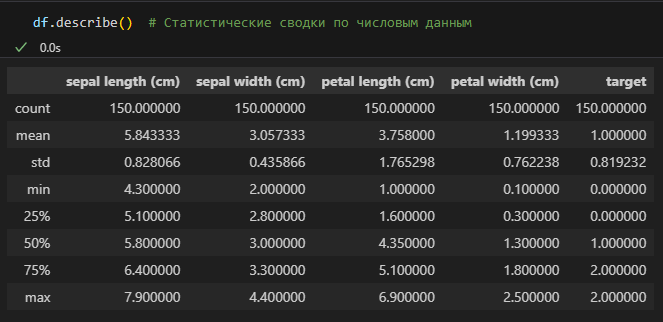 df.describe()  # Статистические сводки по числовым данным
✓ 0.0s
sepal length (cm) sepal width (cm) petal length (cm) petal width (cm) target
count 150.000000 150.000000 150.000000 150.000000 150.000000
mean 5.843333 3.057333 3.758000 1.199333 1.000000
std 0.828066 0.435866 1.765298 0.762238 0.819232
min 4.300000 2.000000 1.000000 0.100000 0.000000
25% 5.100000 2.800000 1.600000 0.300000 0.000000
50% 5.800000 3.000000 4.350000 1.300000 1.000000
75% 6.400000 3.300000 5.100000 1.800000 2.000000
max 7.900000 4.400000 6.900000 2.500000 2.000000